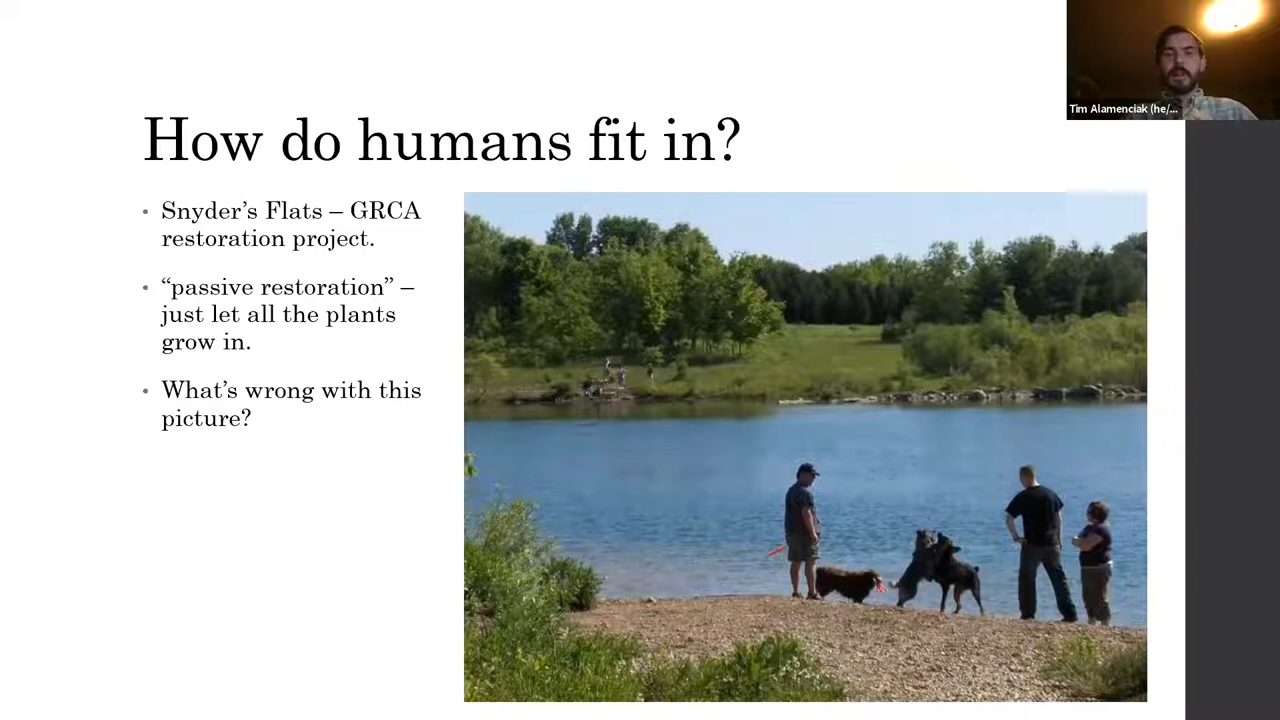 Tim Alamenciak (he/...
How do humans fit in?
• Snyder’s Flats – GRCA
restoration project.
• “passive restoration” –
just let all the plants
grow in.
• What’s wrong with this
picture?